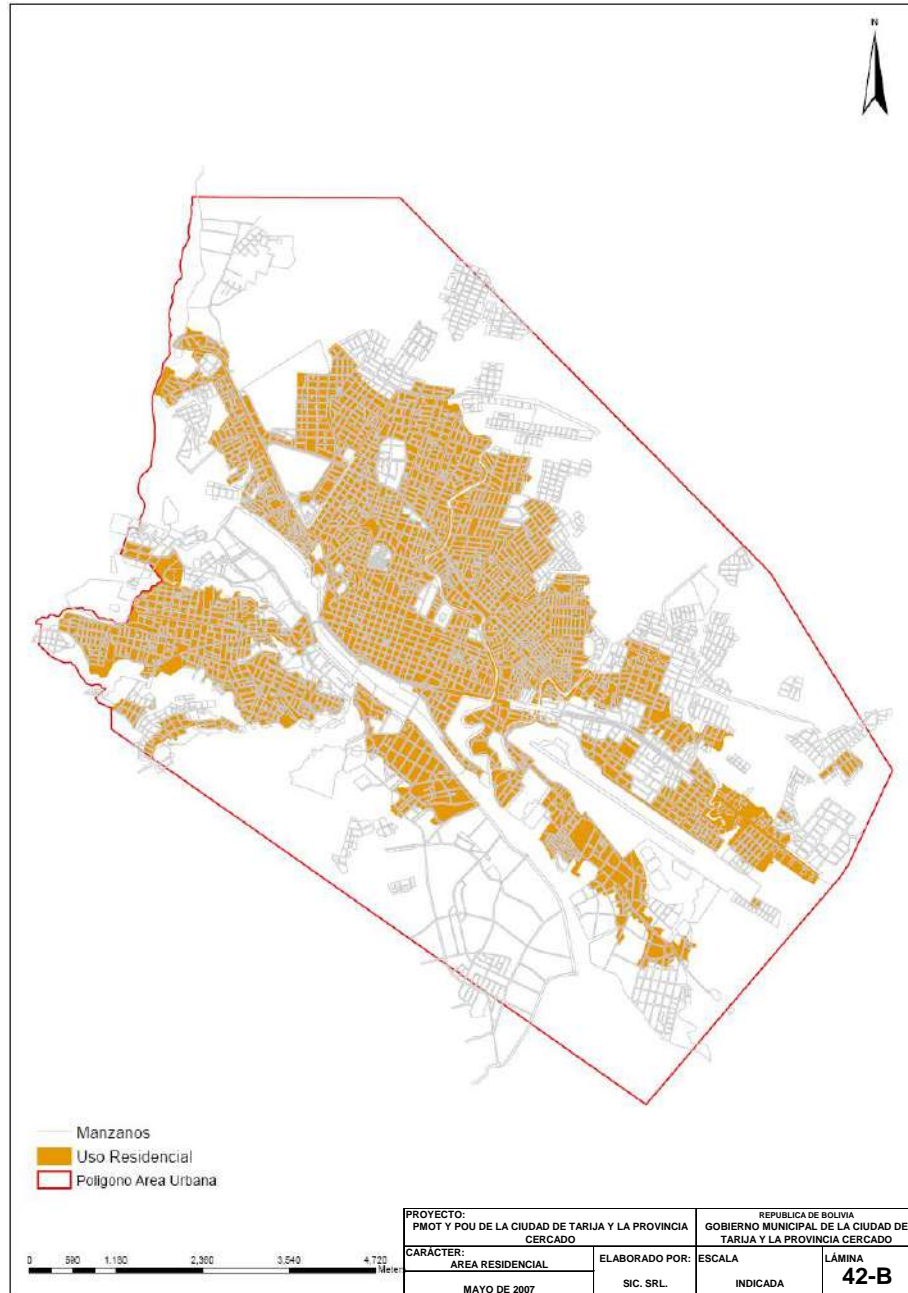 N
Manzanos
Uso Residencial
Poligono Area Urbana
0 590 1,180 2,360 3,540 4,720
Meters
PROYECTO:
PMOT Y POU DE LA CIUDAD DE TARIJA Y LA PROVINCIA
CERCADO
REPUBLICA DE BOLIVIA
GOBIERNO MUNICIPAL DE LA CIUDAD DE
TARIJA Y LA PROVINCIA CERCADO
CARÁCTER:
AREA RESIDENCIAL
MAYO DE 2007
ELABORADO POR:
SIC. SRL.
ESCALA
INDICADA
LÁMINA
42-B